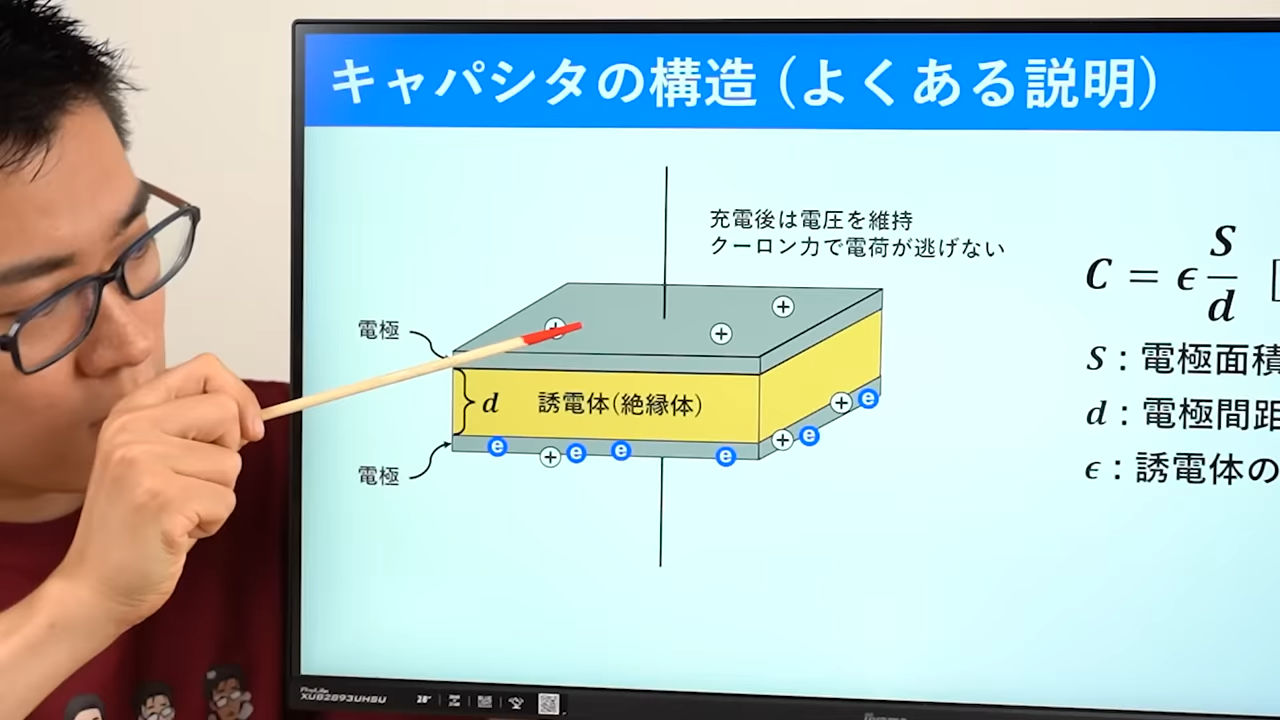 キャパシタの構造 (よくある説明)
充電後は電圧を維持
クーロン力で電荷が逃げない
C = ϵ S/d [
電極
d
誘電体(絶縁体)
電極
+ + +
+ e
+ e
e + e e e
S : 電極面積
d : 電極間距
ϵ : 誘電体の
ProLite
XUB2893UHSU
28"